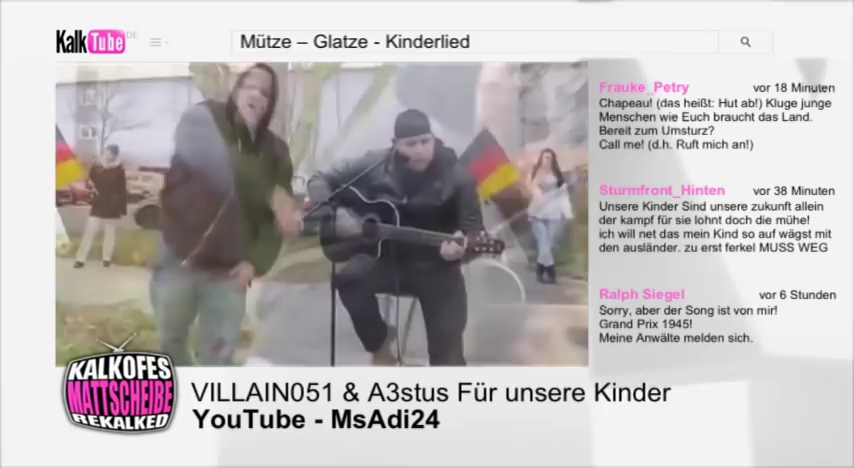 Kalk Tube DE
Mütze – Glatze - Kinderlied
Frauke_Petry vor 18 Minuten
Chapeau! (das heißt: Hut ab!) Kluge junge
Menschen wie Euch braucht das Land.
Bereit zum Umsturz?
Call me! (d.h. Ruft mich an!)
Sturmfront_Hinten vor 38 Minuten
Unsere Kinder Sind unsere zukunft allein
der kampf für sie lohnt doch die mühe!
ich will net das mein Kind so auf wägst mit
den ausländer. zu erst ferkel MUSS WEG
Ralph Siegel vor 6 Stunden
Sorry, aber der Song ist von mir!
Grand Prix 1945!
Meine Anwälte melden sich.
KALKOFES
MATTSCHEIBE
REKALKED
VILLAIN051 & A3stus Für unsere Kinder
YouTube - MsAdi24